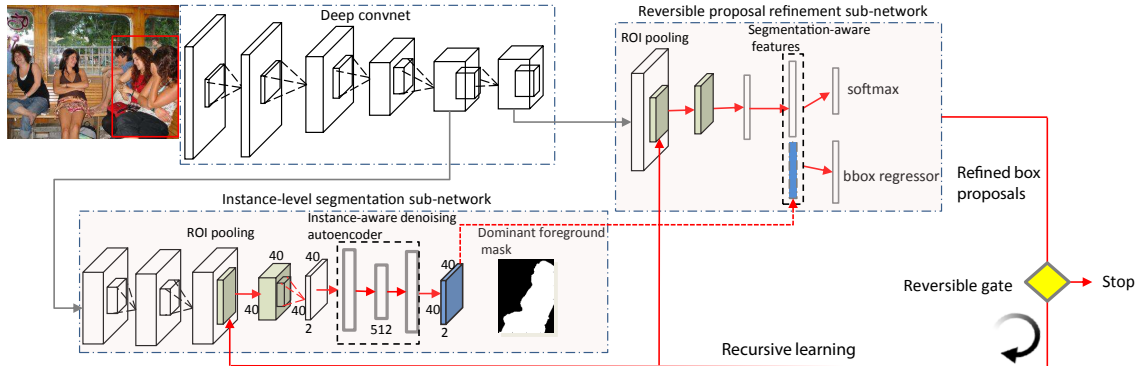 Deep convnet
Reversible proposal refinement sub-network
ROI pooling
Segmentation-aware
features
softmax
bbox regressor
Refined box
proposals
Instance-level segmentation sub-network
ROI pooling
Instance-aware denoising
autoencoder
Dominant foreground
mask
40
40
40
40
2
512
40
40
2
Reversible gate
Stop
Recursive learning